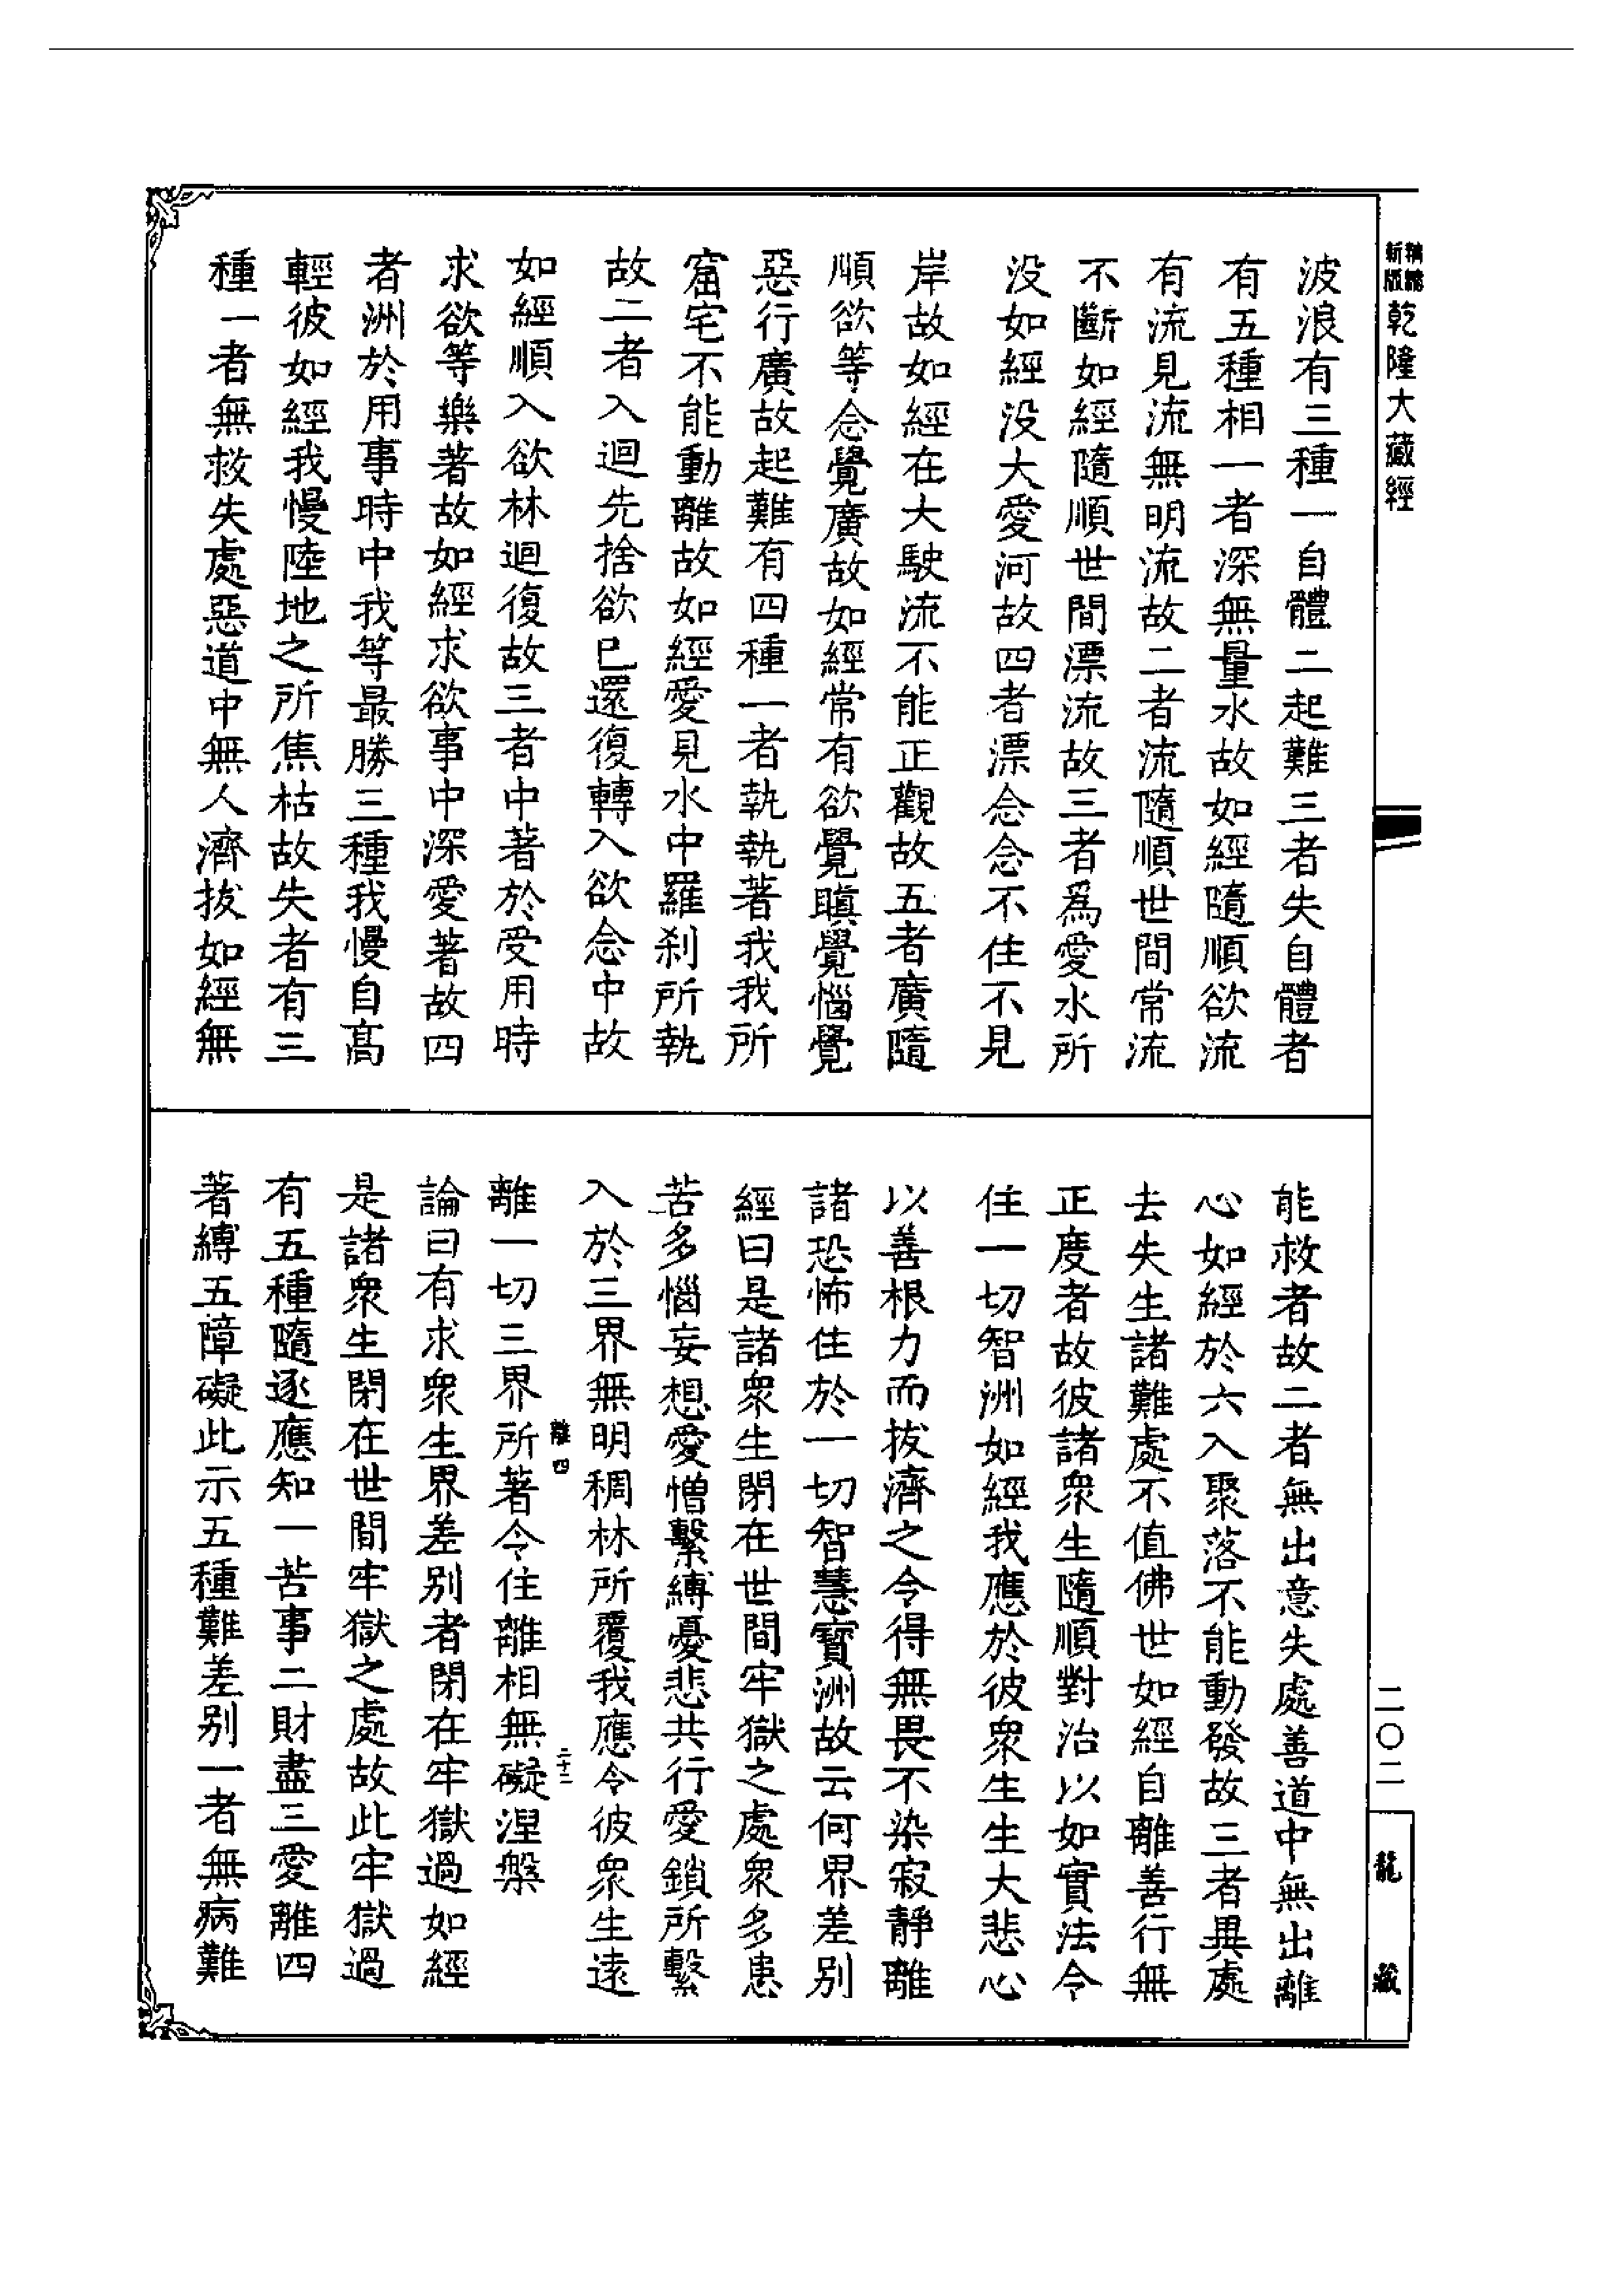 精縮新版乾隆大藏經
波浪有三種一自體二起難三者失自體者
有五種相一者深無量水故如經隨順欲流
有流見流無明流故二者流隨順世間常流
不斷如經隨順世間漂流故三者爲愛水所
没如經没大愛河故四者漂念念不住不見
岸故如經在大駛流不能正觀故五者廣隨
順欲等念覺廣故如經常有欲覺瞋覺惱覺
惡行廣故起難有四種一者執執著我我所
窟宅不能動離故如經愛見水中羅刹所執
故二者入迴先捨欲已還復轉入欲念中故
如經順入欲林迴復故三者中著於受用時
求欲等樂著故如經求欲事中深愛著故四
者洲於用事時中我等最勝三種我慢自高
輕彼如經我慢陸地之所焦枯故失者有三
種一者無救失處惡道中無人濟拔如經無
能救者故二者無出意失處善道中無出離
心如經於六入聚落不能動發故三者異處
去失生諸難處不值佛世如經自離善行無
正度者故彼諸衆生隨順對治以如實法令
住一切智洲如經我應於彼衆生生大悲心
以善根力而拔濟之令得無畏不染寂靜離
諸恐怖住於一切智慧寶洲故云何界差别
經曰是諸衆生閉在世間牢獄之處衆多患
苦多惱妄想愛憎繫縛憂悲共行愛鎖所繫
入於三界無明稠林所覆我應令彼衆生遠
離四 二十二
離一切三界所著令住離相無礙涅槃
論曰有求衆生界差别者閉在牢獄過如經
是諸衆生閉在世間牢獄之處故此牢獄過
有五種隨逐應知一苦事二財盡三愛離四
著縛五障礙此示五種難差别一者無病難
二〇二
龍藏